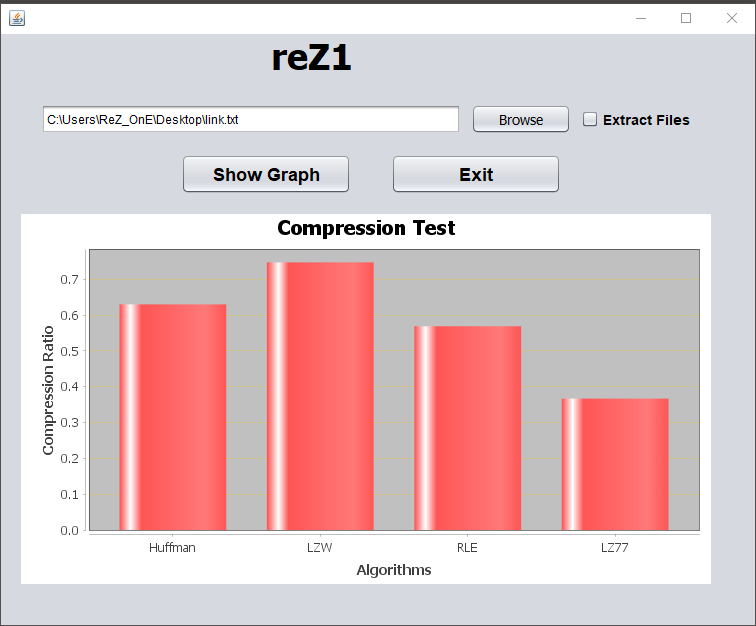 reZ1
C:\Users\ReZ_OnE\Desktop\link.txt
Browse
Extract Files
Show Graph
Exit
Compression Test
Compression Ratio
0.7
0.6
0.5
0.4
0.3
0.2
0.1
0.0
Huffman
LZW
RLE
LZ77
Algorithms